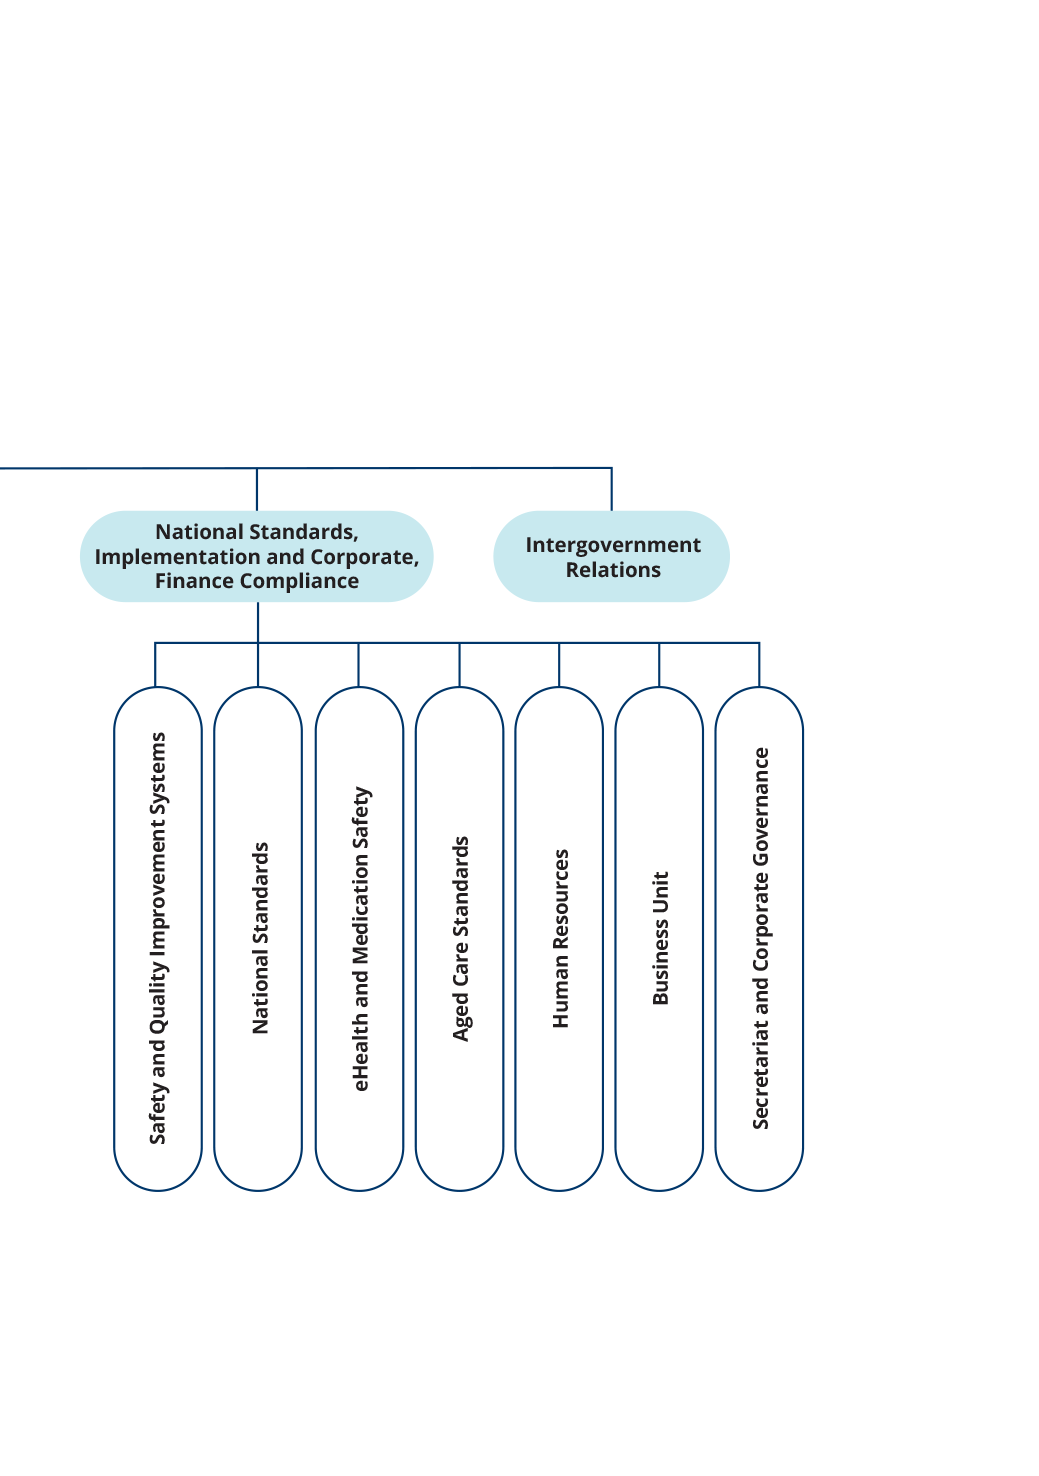 National Standards,
Implementation and Corporate,
Finance Compliance
Intergovernment
Relations
Safety and Quality Improvement Systems
National Standards
eHealth and Medication Safety
Aged Care Standards
Human Resources
Business Unit
Secretariat and Corporate Governance